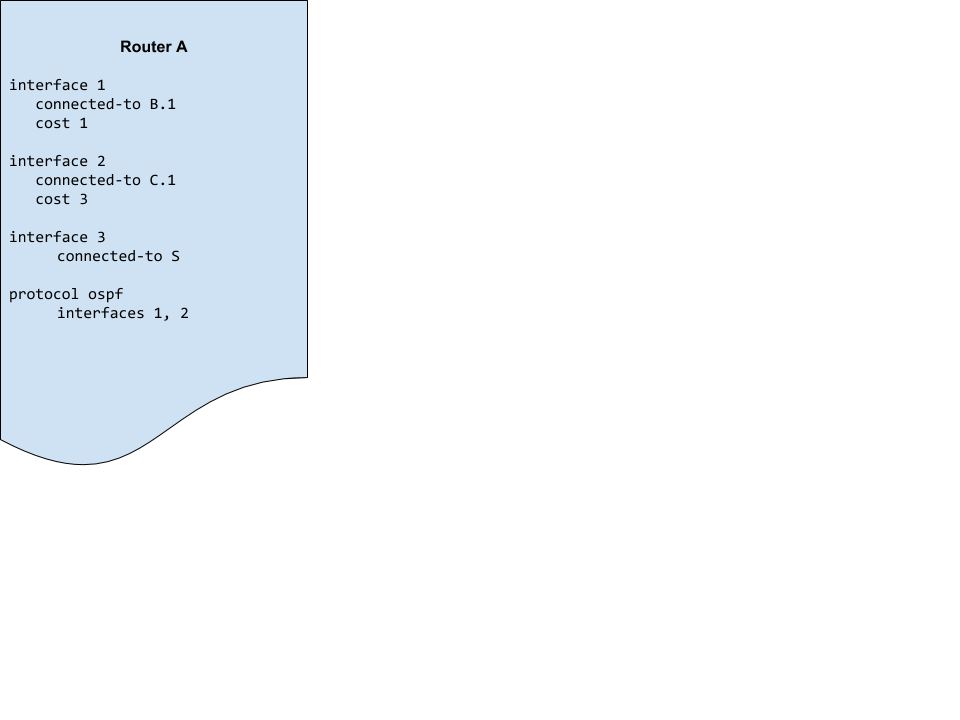 Router A
interface 1
connected-to B.1
cost 1
interface 2
connected-to C.1
cost 3
interface 3
connected-to S
protocol ospf
interfaces 1, 2